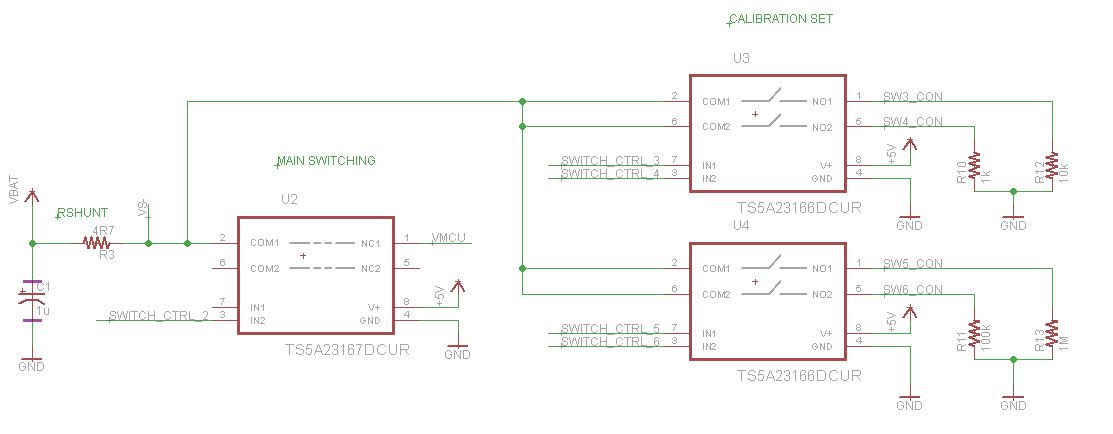 CALIBRATION SET
U3
2 COM1 NO1 1 SW3_CON
6 COM2 NO2 5 SW4_CON
SWITCH_CTRL_3 7 IN1 V+ 8 +5V
SWITCH_CTRL_4 3 IN2 GND 4
R10 1k R12 10k
TS5A23166DCUR
GND GND
MAIN SWITCHING
U2
VBAT
RSHUNT
VS-
4R7
R3
2 COM1 NC1 1 VMCU
6 COM2 NC2 5
7 IN1 V+ 8 +5V
SWITCH_CTRL_2 3 IN2 GND 4
TS5A23167DCUR
C1
+
1u
GND
GND
U4
2 COM1 NO1 1 SW5_CON
6 COM2 NO2 5 SW6_CON
SWITCH_CTRL_5 7 IN1 V+ 8 +5V
SWITCH_CTRL_6 3 IN2 GND 4
R11 100k R13 1M
TS5A23166DCUR
GND GND